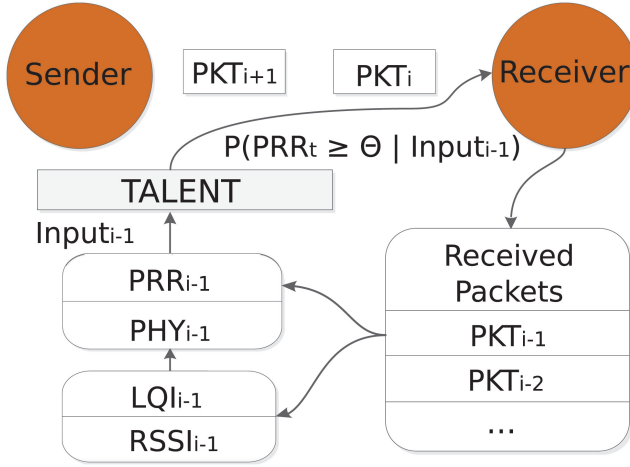 Sender
PKTi+1
PKTi
Receiver
P(PRRt ≥ Θ | Inputi-1)
TALENT
Inputi-1
PRRi-1
PHYi-1
LQIi-1
RSSIi-1
Received
Packets
PKTi-1
PKTi-2
...